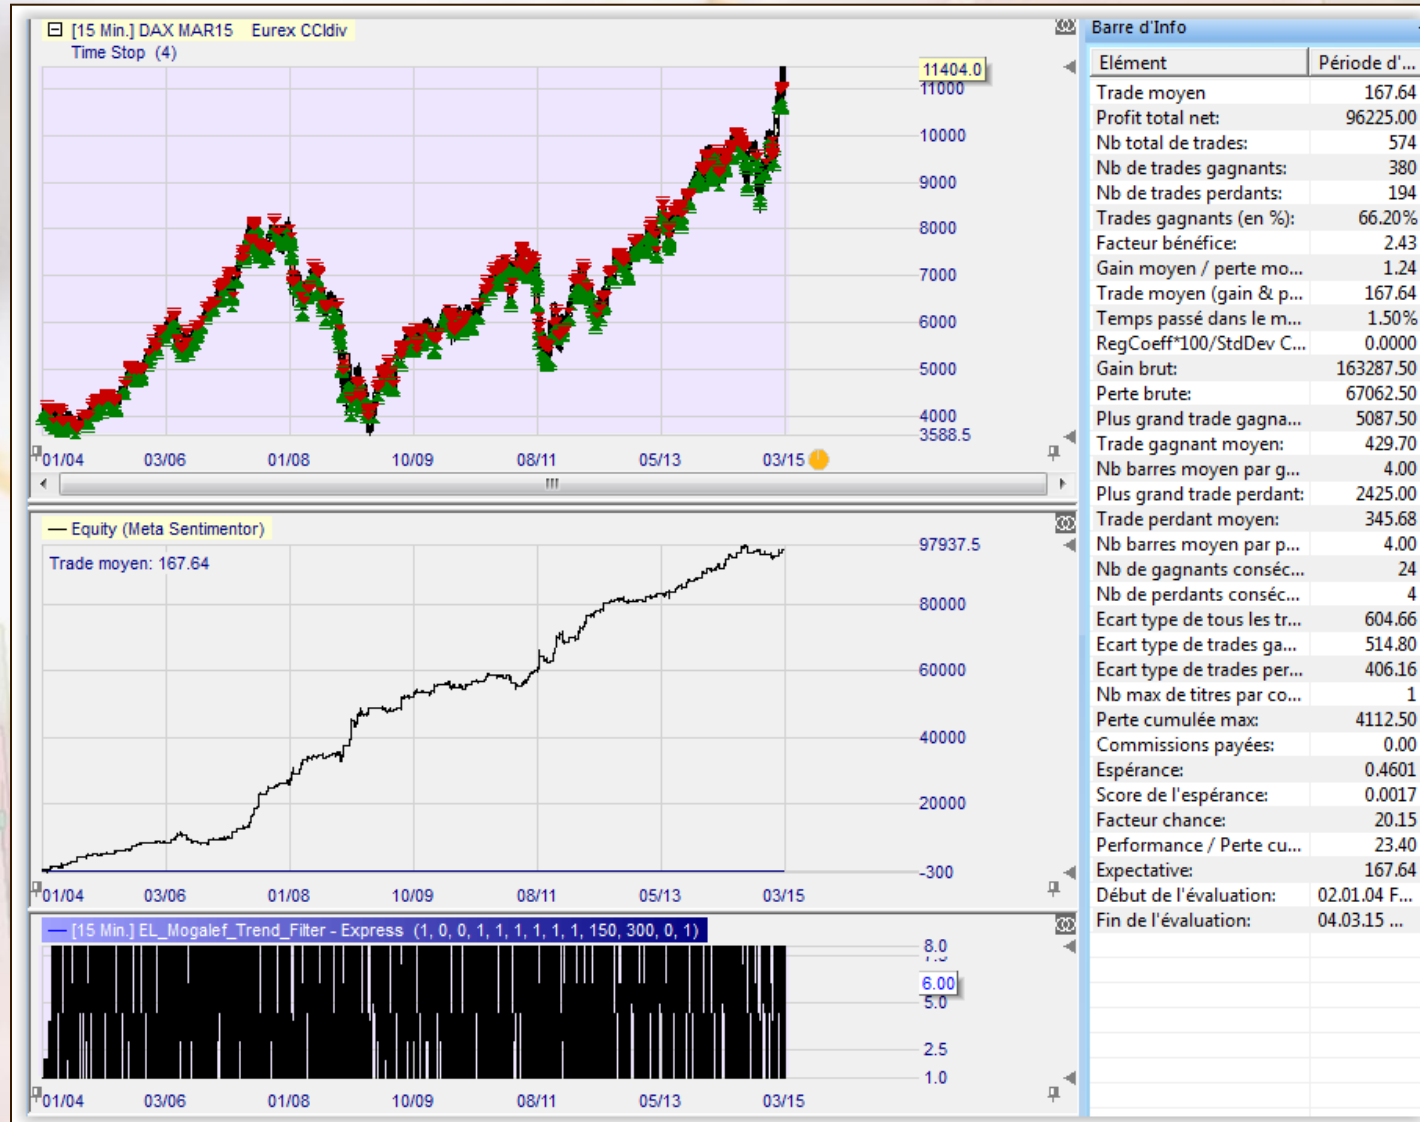 [15 Min.] DAX MAR15 Eurex CCIdiv
Time Stop (4)
11404.0
11000
10000
9000
8000
7000
6000
5000
4000
3588.5
01/04 03/06 01/08 10/09 08/11 05/13 03/15
Equity (Meta Sentimentor)
Trade moyen: 167.64
97937.5
80000
60000
40000
20000
-300
01/04 03/06 01/08 10/09 08/11 05/13 03/15
[15 Min.] EL_Mogalef_Trend_Filter - Express (1, 0, 0, 1, 1, 1, 1, 1, 1, 150, 300, 0, 1)
8.0
6.00
5.0
2.5
1.0
01/04 03/06 01/08 10/09 08/11 05/13 03/15
Barre d'Info
Elément Période d'...
Trade moyen 167.64
Profit total net: 96225.00
Nb total de trades: 574
Nb de trades gagnants: 380
Nb de trades perdants: 194
Trades gagnants (en %): 66.20%
Facteur bénéfice: 2.43
Gain moyen / perte mo... 1.24
Trade moyen (gain & p... 167.64
Temps passé dans le m... 1.50%
RegCoeff*100/StdDev C... 0.0000
Gain brut: 163287.50
Perte brute: 67062.50
Plus grand trade gagna... 5087.50
Trade gagnant moyen: 429.70
Nb barres moyen par g... 4.00
Plus grand trade perdant: 2425.00
Trade perdant moyen: 345.68
Nb barres moyen par p... 4.00
Nb de gagnants conséc... 24
Nb de perdants conséc... 4
Ecart type de tous les tr... 604.66
Ecart type de trades ga... 514.80
Ecart type de trades per... 406.16
Nb max de titres par co... 1
Perte cumulée max: 4112.50
Commissions payées: 0.00
Espérance: 0.4601
Score de l'espérance: 0.0017
Facteur chance: 20.15
Performance / Perte cu... 23.40
Expectative: 167.64
Début de l'évaluation: 02.01.04 F...
Fin de l'évaluation: 04.03.15 ...